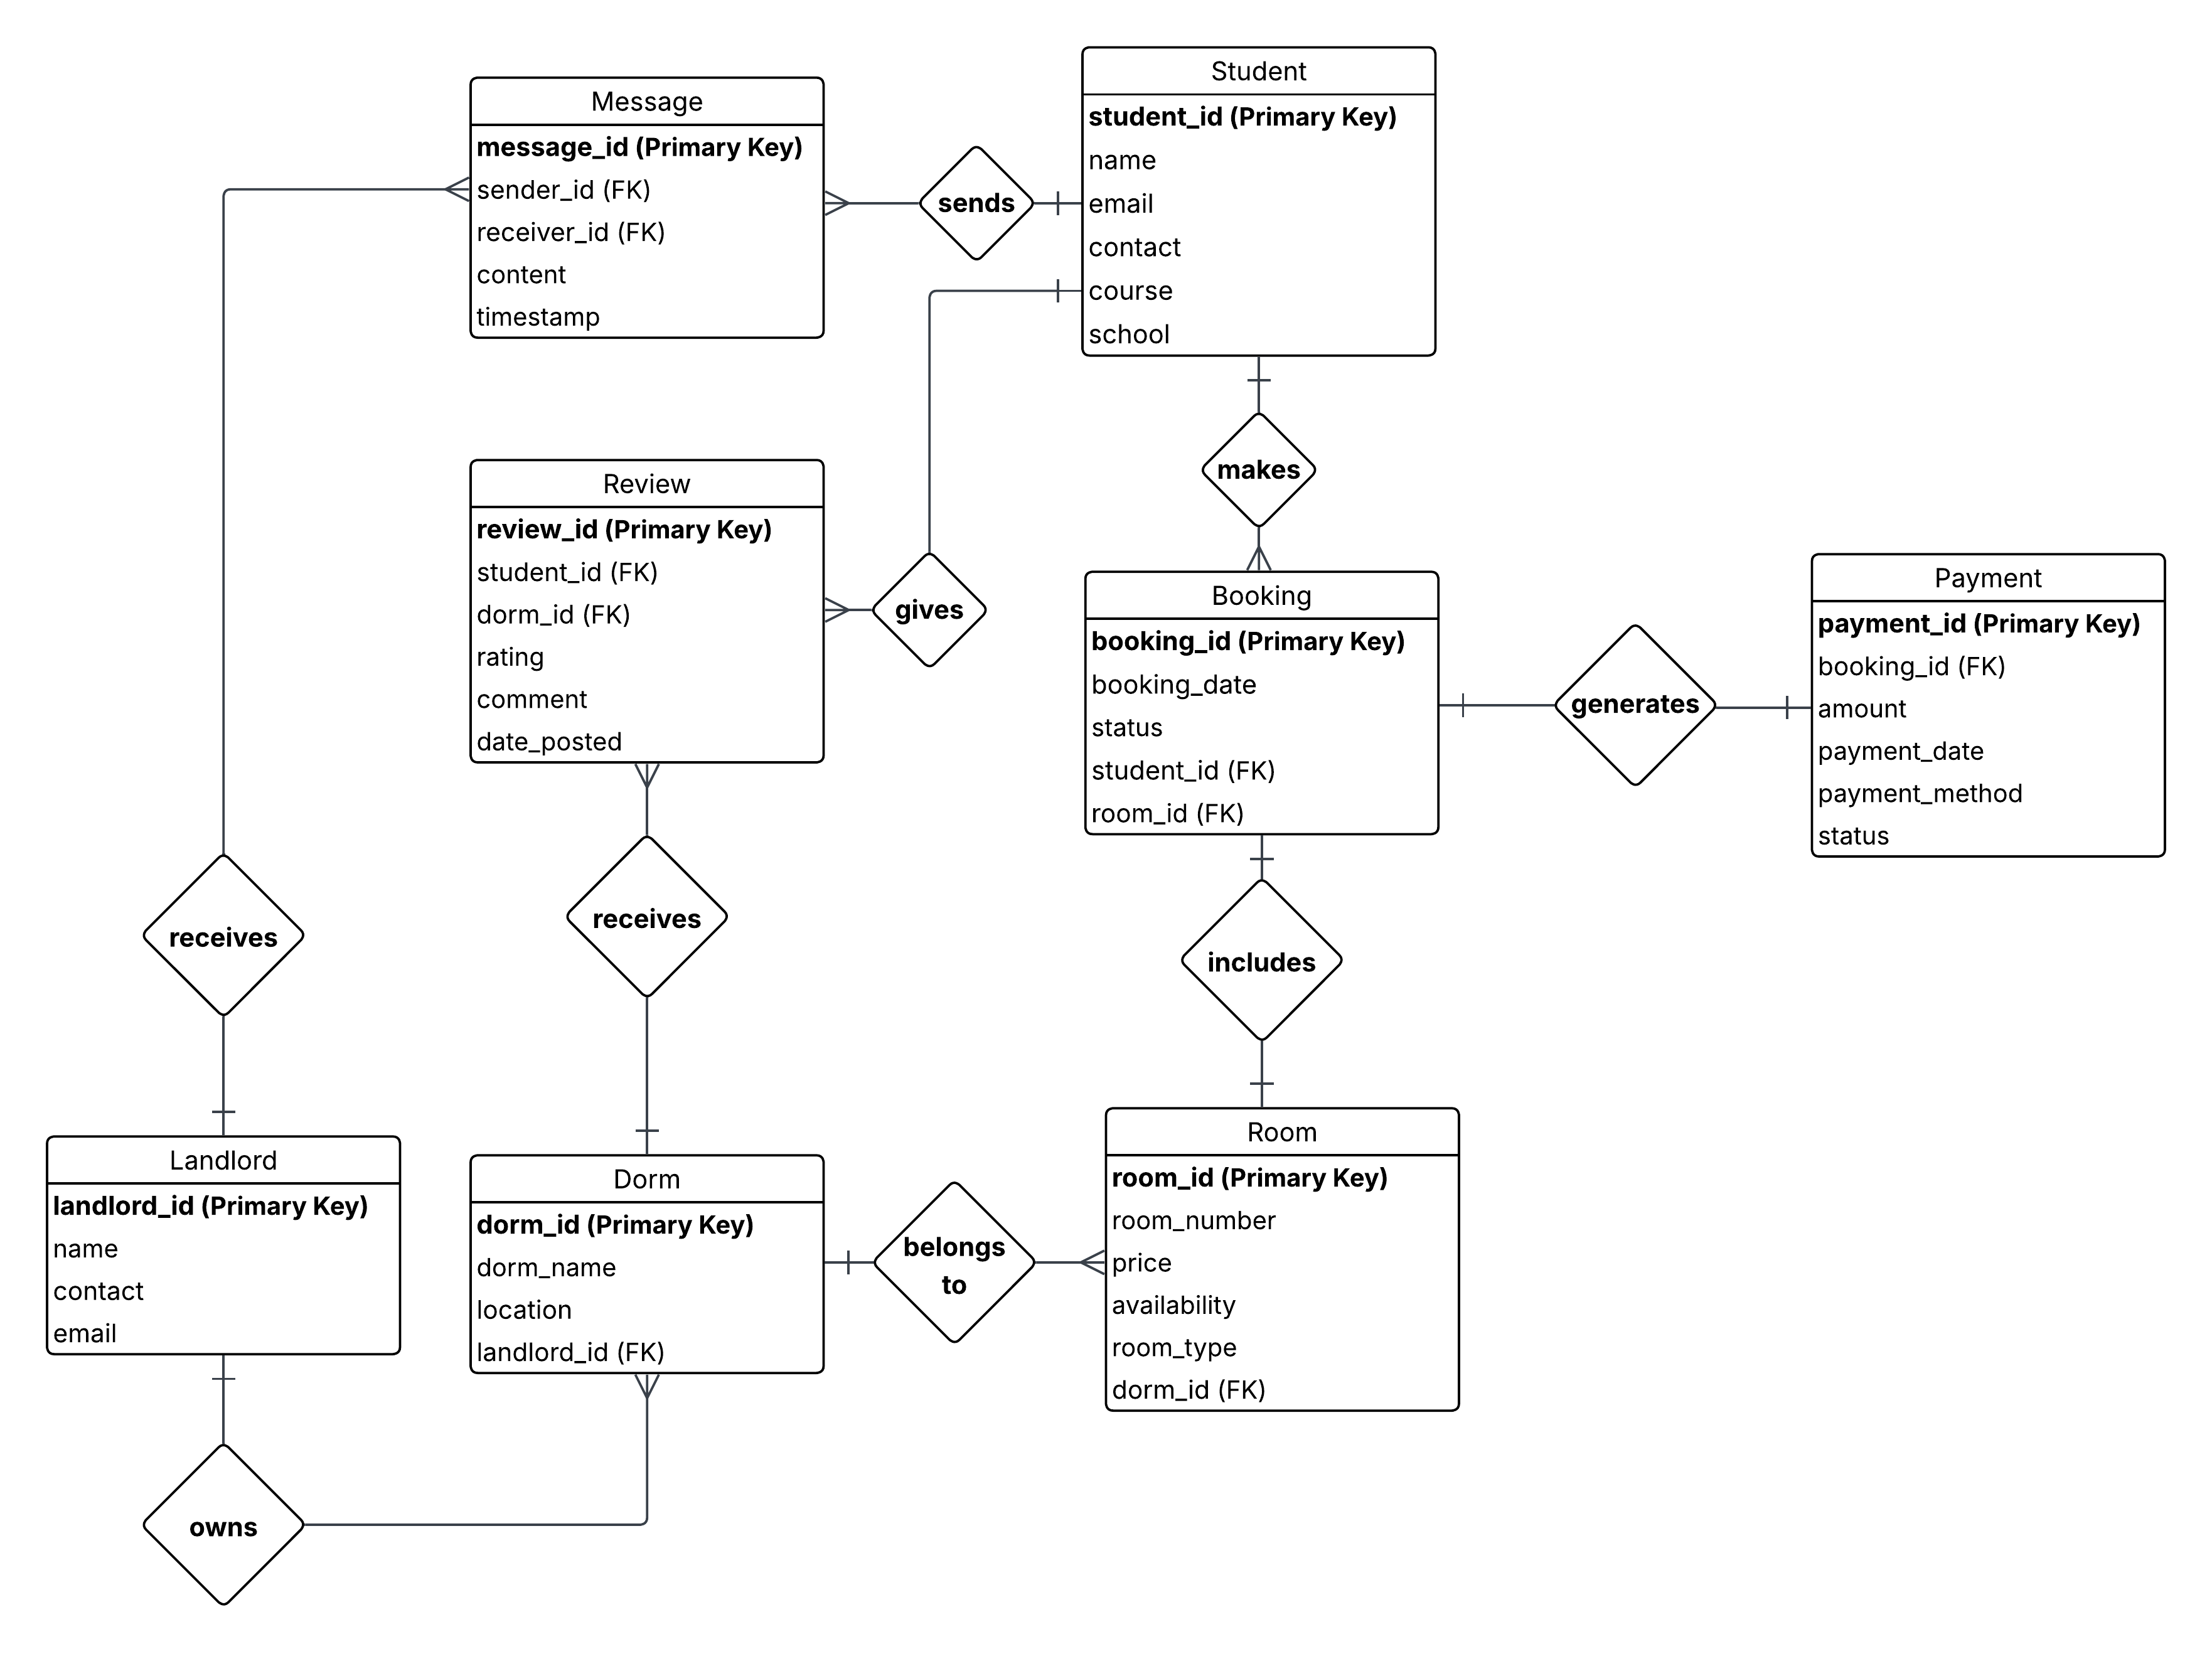 Student
student_id (Primary Key)
name
email
contact
course
school
Message
message_id (Primary Key)
sender_id (FK)
receiver_id (FK)
content
timestamp
sends
makes
Review
review_id (Primary Key)
student_id (FK)
dorm_id (FK)
rating
comment
date_posted
gives
Booking
booking_id (Primary Key)
booking_date
status
student_id (FK)
room_id (FK)
generates
Payment
payment_id (Primary Key)
booking_id (FK)
amount
payment_date
payment_method
status
receives
receives
includes
Landlord
landlord_id (Primary Key)
name
contact
email
Dorm
dorm_id (Primary Key)
dorm_name
location
landlord_id (FK)
belongs
to
Room
room_id (Primary Key)
room_number
price
availability
room_type
dorm_id (FK)
owns